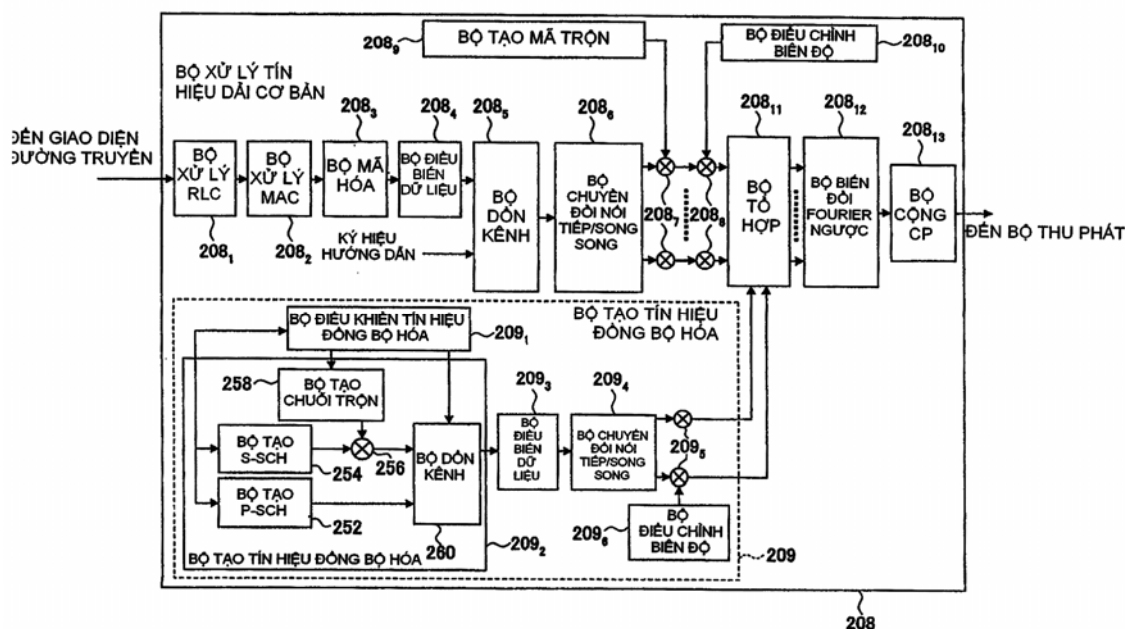 208₉
BỘ TẠO MÃ TRỘN
BỘ ĐIỀU CHỈNH
BIÊN ĐỘ
208₁₀
BỘ XỬ LÝ TÍN
HIỆU DẢI CƠ BẢN
ĐẾN GIAO DIỆN
ĐƯỜNG TRUYỀN
BỘ
XỬ LÝ
RLC
208₁
BỘ
XỬ LÝ
MAC
208₂
208₃
BỘ MÃ
HÓA
208₄
BỘ ĐIỀU
BIẾN
DỮ LIỆU
KÝ HIỆU
HƯỚNG DẪN
208₅
BỘ
DỒN
KÊNH
208₆
BỘ
CHUYỂN
ĐỔI NỐI
TIẾP/SONG
SONG
208₇
208₈
208₁₁
BỘ
TỔ
HỢP
208₁₂
BỘ BIẾN
ĐỔI
FOURIER
NGƯỢC
208₁₃
BỘ
CỘNG
CP
ĐẾN BỘ THU PHÁT
BỘ TẠO TÍN HIỆU
ĐỒNG BỘ HÓA
BỘ ĐIỀU KHIỂN TÍN HIỆU
ĐỒNG BỘ HÓA
209₁
258
BỘ TẠO
CHUỖI TRỘN
BỘ TẠO
S-SCH
254
256
BỘ TẠO
P-SCH
252
BỘ DỒN
KÊNH
260
BỘ TẠO TÍN HIỆU ĐỒNG BỘ HÓA
209₂
209₃
BỘ
ĐIỀU
BIẾN
DỮ
LIỆU
209₄
BỘ CHUYỂN
ĐỔI NỐI
TIẾP/SONG
SONG
209₅
209₆
BỘ
ĐIỀU CHỈNH
BIÊN ĐỘ
209
208